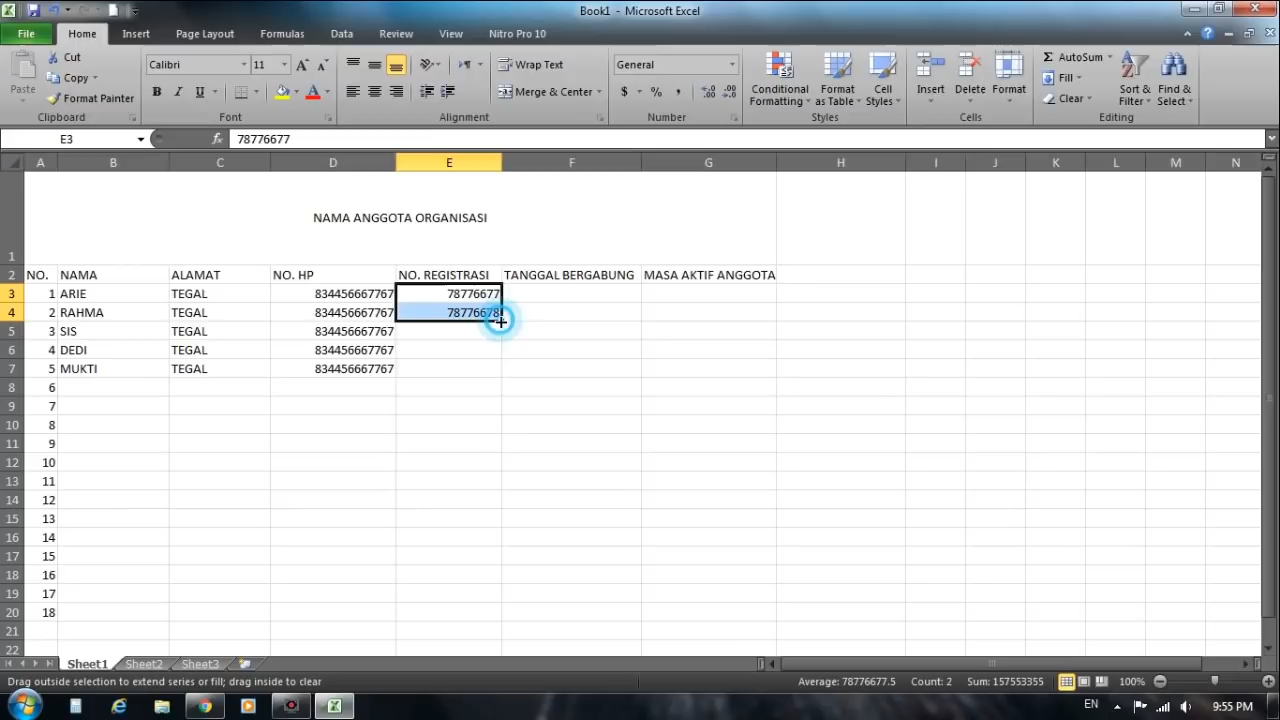 Book1 - Microsoft Excel
File Home Insert Page Layout Formulas Data Review View Nitro Pro 10
Paste
Cut
Copy
Format Painter
Clipboard
Calibri 11
Font
Wrap Text
Merge & Center
Alignment
General
$ % ,
Number
Conditional Formatting
Format as Table
Cell Styles
Styles
Insert
Delete
Format
Cells
AutoSum
Fill
Clear
Sort & Filter
Find & Select
Editing
E3 fx 78776677
A B C D E F G H I J K L M N
1 NAMA ANGGOTA ORGANISASI
2 NO. NAMA ALAMAT NO. HP NO. REGISTRASI TANGGAL BERGABUNG MASA AKTIF ANGGOTA
3 1 ARIE TEGAL 834456667767 78776677
4 2 RAHMA TEGAL 834456667767 78776678
5 3 SIS TEGAL 834456667767
6 4 DEDI TEGAL 834456667767
7 5 MUKTI TEGAL 834456667767
8 6
9 7
10 8
11 9
12 10
13 11
14 12
15 13
16 14
17 15
18 16
19 17
20 18
21
22
Sheet1 Sheet2 Sheet3
Drag outside selection to extend series or fill; drag inside to clear Average: 78776677.5 Count: 2 Sum: 157553355 100%
EN 9:55 PM